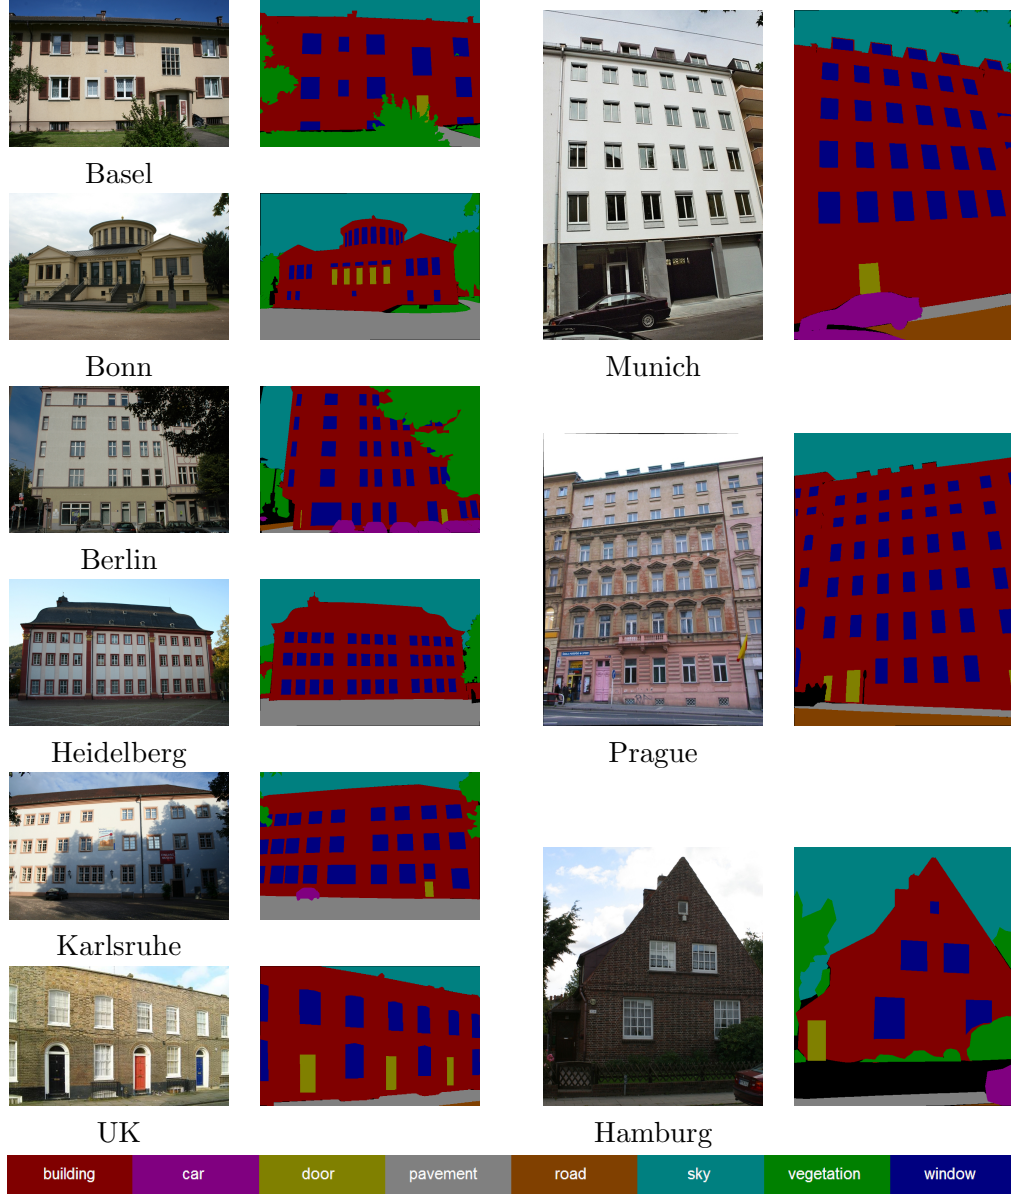 Basel
Bonn
Berlin
Heidelberg
Karlsruhe
UK
Munich
Prague
Hamburg
building car door pavement road sky vegetation window